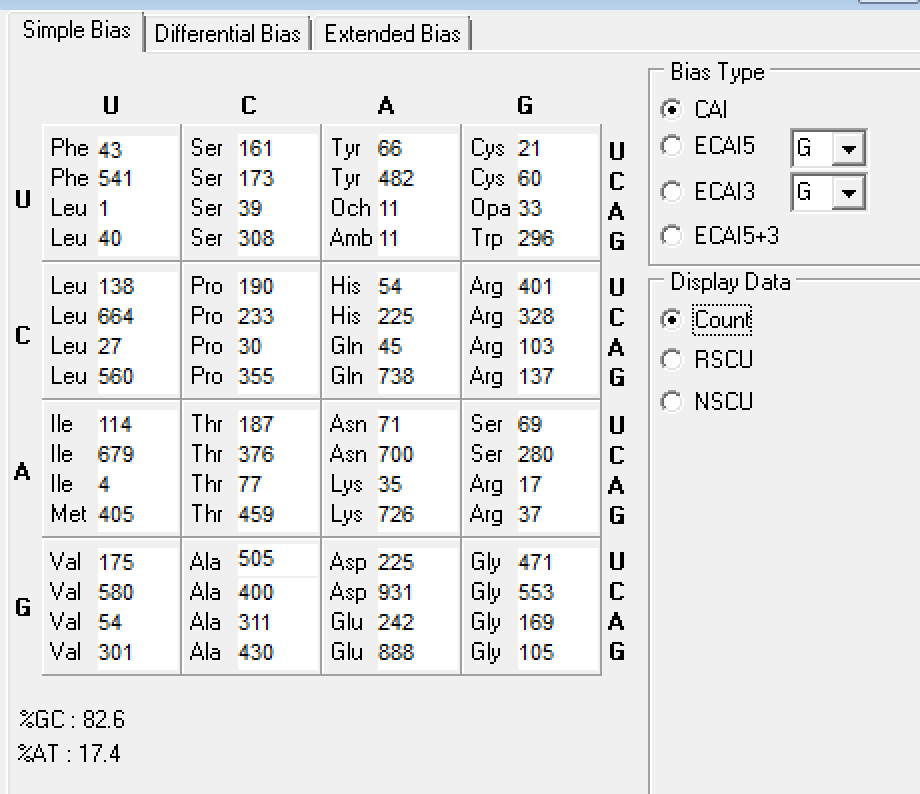 Simple Bias Differential Bias Extended Bias
U C A G
Phe 43 Ser 161 Tyr 66 Cys 21 U
Phe 541 Ser 173 Tyr 482 Cys 60 C
U
Leu 1 Ser 39 Och 11 Opa 33 A
Leu 40 Ser 308 Amb 11 Trp 296 G
Leu 138 Pro 190 His 54 Arg 401 U
Leu 664 Pro 233 His 225 Arg 328 C
C
Leu 27 Pro 30 Gln 45 Arg 103 A
Leu 560 Pro 355 Gln 738 Arg 137 G
Ile 114 Thr 187 Asn 71 Ser 69 U
Ile 679 Thr 376 Asn 700 Ser 280 C
A
Ile 4 Thr 77 Lys 35 Arg 17 A
Met 405 Thr 459 Lys 726 Arg 37 G
Val 175 Ala 505 Asp 225 Gly 471 U
Val 580 Ala 400 Asp 931 Gly 553 C
G
Val 54 Ala 311 Glu 242 Gly 169 A
Val 301 Ala 430 Glu 888 Gly 105 G
%GC : 82.6
%AT : 17.4
Bias Type
CAI
ECAI5 G
ECAI3 G
ECAI5+3
Display Data
Count
RSCU
NSCU